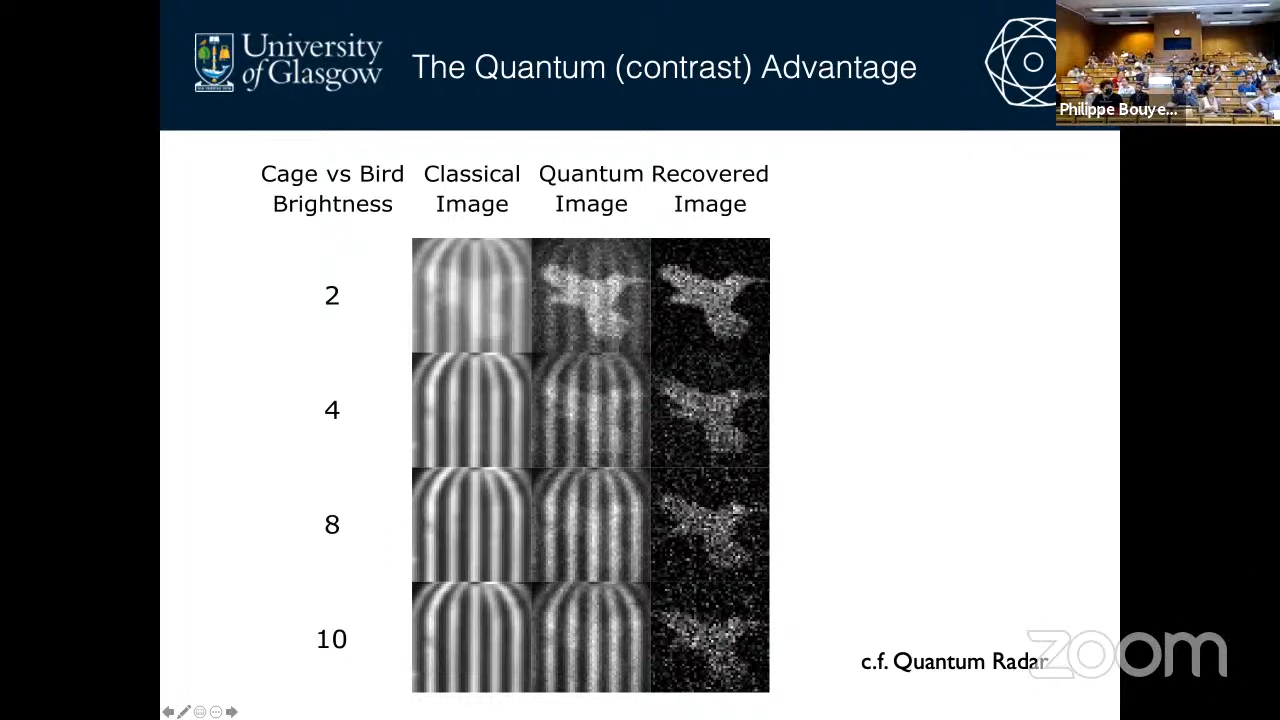 University
of Glasgow
The Quantum (contrast) Advantage
Philippe Bouye...
Cage vs Bird Brightness
Classical Image
Quantum Image
Recovered Image
2
4
8
10
c.f. Quantum Radar
zoom